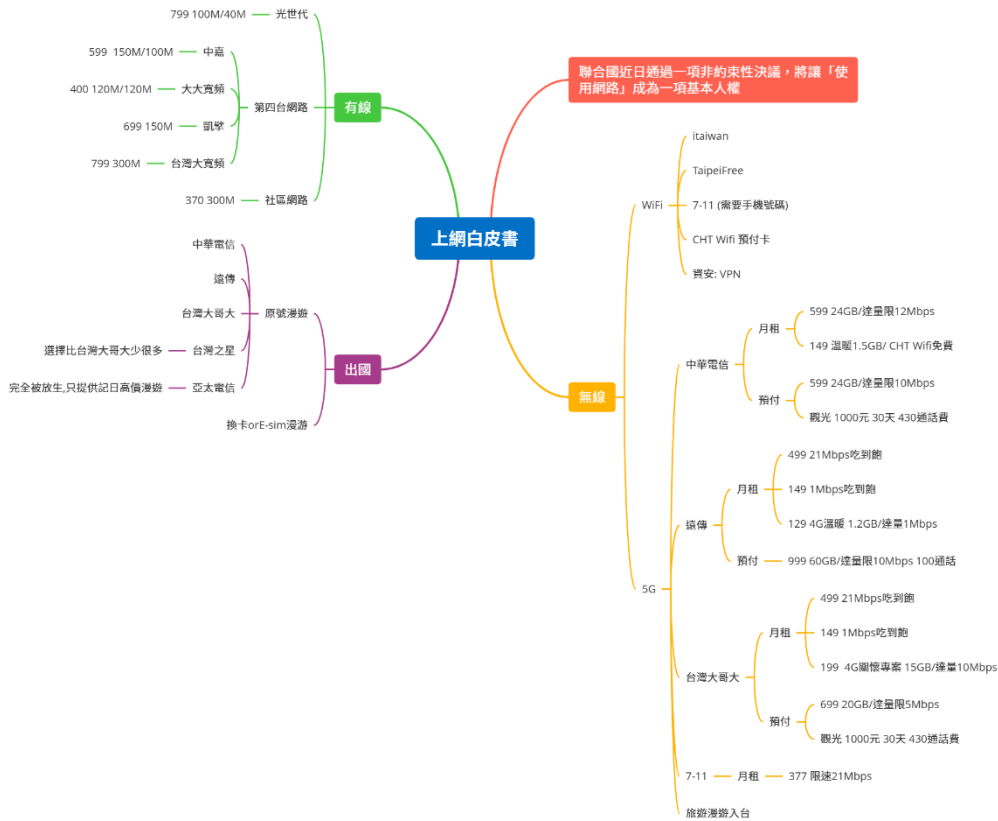 上網白皮書
聯合國近日通過一項非約束性決議，將讓「使
用網路」成為一項基本人權
有線
光世代
799 100M/40M
第四台網路
中嘉
599 150M/100M
大大寬頻
400 120M/120M
凱擘
699 150M
台灣大寬頻
799 300M
社區網路
370 300M
出國
原號漫遊
中華電信
遠傳
台灣大哥大
台灣之星
選擇比台灣大哥大少很多
亞太電信
完全被放生,只提供記日高價漫遊
換卡orE-sim漫游
無線
WiFi
itaiwan
TaipeiFree
7-11 (需要手機號碼)
CHT Wifi 預付卡
資安: VPN
5G
中華電信
月租
599 24GB/達量限12Mbps
149 溫暖1.5GB/ CHT Wifi免費
預付
599 24GB/達量限10Mbps
觀光 1000元 30天 430通話費
遠傳
月租
499 21Mbps吃到飽
149 1Mbps吃到飽
129 4G溫暖 1.2GB/達量1Mbps
預付
999 60GB/達量限10Mbps 100通話
台灣大哥大
月租
499 21Mbps吃到飽
149 1Mbps吃到飽
199 4G關懷專案 15GB/達量10Mbps
預付
699 20GB/達量限5Mbps
觀光 1000元 30天 430通話費
7-11
月租
377 限速21Mbps
旅遊漫遊入台